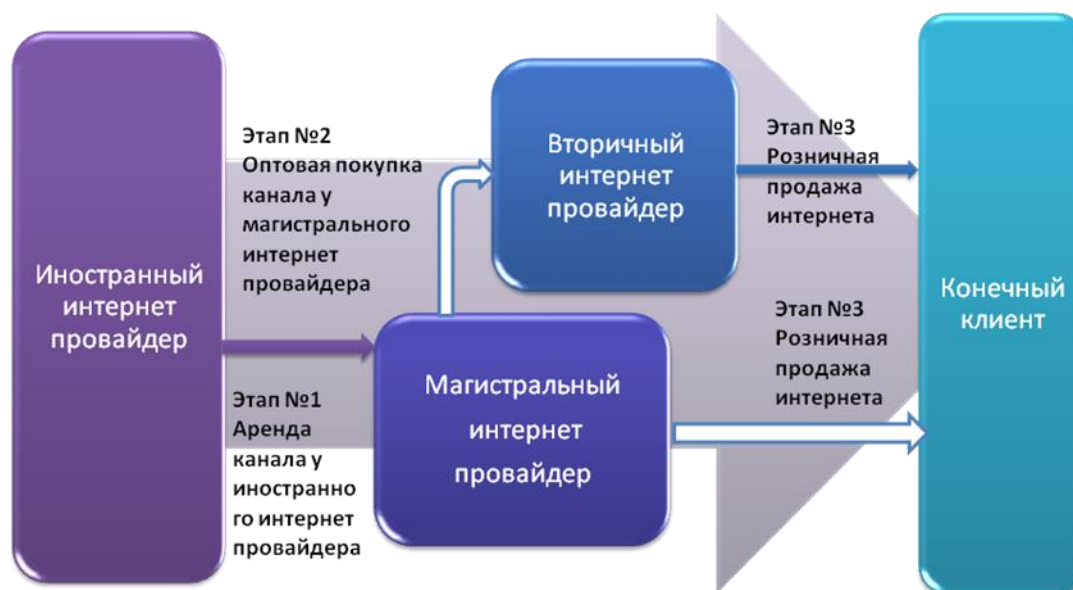 Иностранный
интернет
провайдер
Этап №2
Оптовая покупка
канала у
магистрального
интернет
провайдера
Этап №1
Аренда
канала у
иностранно
го интернет
провайдера
Вторичный
интернет
провайдер
Магистральный
интернет
провайдер
Этап №3
Розничная
продажа
интернета
Этап №3
Розничная
продажа
интернета
Конечный
клиент